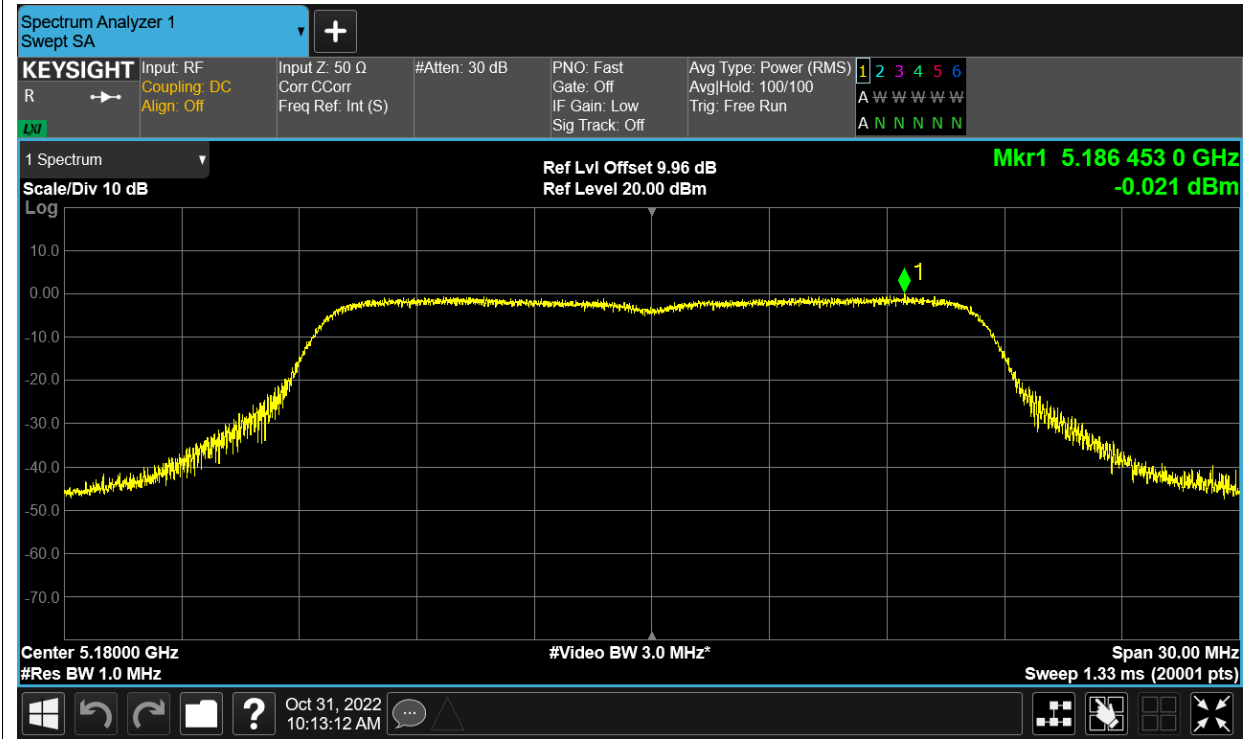 Spectrum Analyzer 1
Swept SA
+
KEYSIGHT
R
LXI
Input: RF
Coupling: DC
Align: Off
Input Z: 50 Ω
Corr CCorr
Freq Ref: Int (S)
#Atten: 30 dB
PNO: Fast
Gate: Off
IF Gain: Low
Sig Track: Off
Avg Type: Power (RMS)
Avg|Hold: 100/100
Trig: Free Run
1 2 3 4 5 6
A W W W W W
A N N N N N
1 Spectrum
Scale/Div 10 dB
Ref Lvl Offset 9.96 dB
Ref Level 20.00 dBm
Mkr1 5.186 453 0 GHz
-0.021 dBm
Log
10.0
0.00
-10.0
-20.0
-30.0
-40.0
-50.0
-60.0
-70.0
1
Center 5.18000 GHz
#Video BW 3.0 MHz*
Span 30.00 MHz
#Res BW 1.0 MHz
Sweep 1.33 ms (20001 pts)
?
Oct 31, 2022
10:13:12 AM